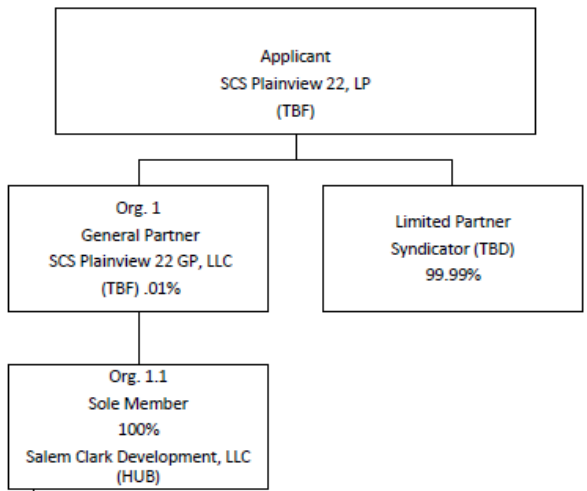 Applicant
SCS Plainview 22, LP
(TBF)
Org. 1
General Partner
SCS Plainview 22 GP, LLC
(TBF) .01%
Limited Partner
Syndicator (TBD)
99.99%
Org. 1.1
Sole Member
100%
Salem Clark Development, LLC
(HUB)